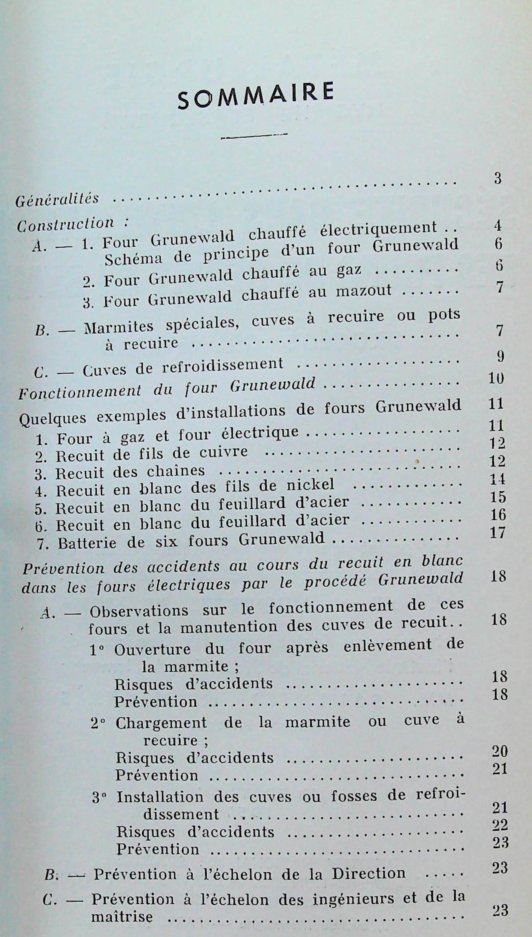 SOMMAIRE
Généralités ........................................ 3
Construction :
A. — 1. Four Grunewald chauffé électriquement .. 4
Schéma de principe d'un four Grunewald 6
2. Four Grunewald chauffé au gaz .......... 6
3. Four Grunewald chauffé au mazout ....... 7
B. — Marmites spéciales, cuves à recuire ou pots
à recuire ................................ 7
C. — Cuves de refroidissement .................... 9
Fonctionnement du four Grunewald ................ 10
Quelques exemples d'installations de fours Grunewald 11
1. Four à gaz et four électrique .................. 11
2. Recuit de fils de cuivre ........................ 12
3. Recuit des chaînes ............................ 12
4. Recuit en blanc des fils de nickel ............. 14
5. Recuit en blanc du feuillard d'acier ............ 15
6. Recuit en blanc du feuillard d'acier ............ 16
7. Batterie de six fours Grunewald ............... 17
Prévention des accidents au cours du recuit en blanc
dans les fours électriques par le procédé Grunewald 18
A. — Observations sur le fonctionnement de ces
fours et la manutention des cuves de recuit.. 18
1° Ouverture du four après enlèvement de
la marmite ;
Risques d'accidents ..................... 18
Prévention .............................. 18
2° Chargement de la marmite ou cuve à
recuire ;
Risques d'accidents ..................... 20
Prévention .............................. 21
3° Installation des cuves ou fosses de refroi-
dissement ........................... 21
Risques d'accidents ..................... 22
Prévention .............................. 23
B. — Prévention à l'échelon de la Direction ..... 23
C. — Prévention à l'échelon des ingénieurs et de la
maîtrise ................................... 23